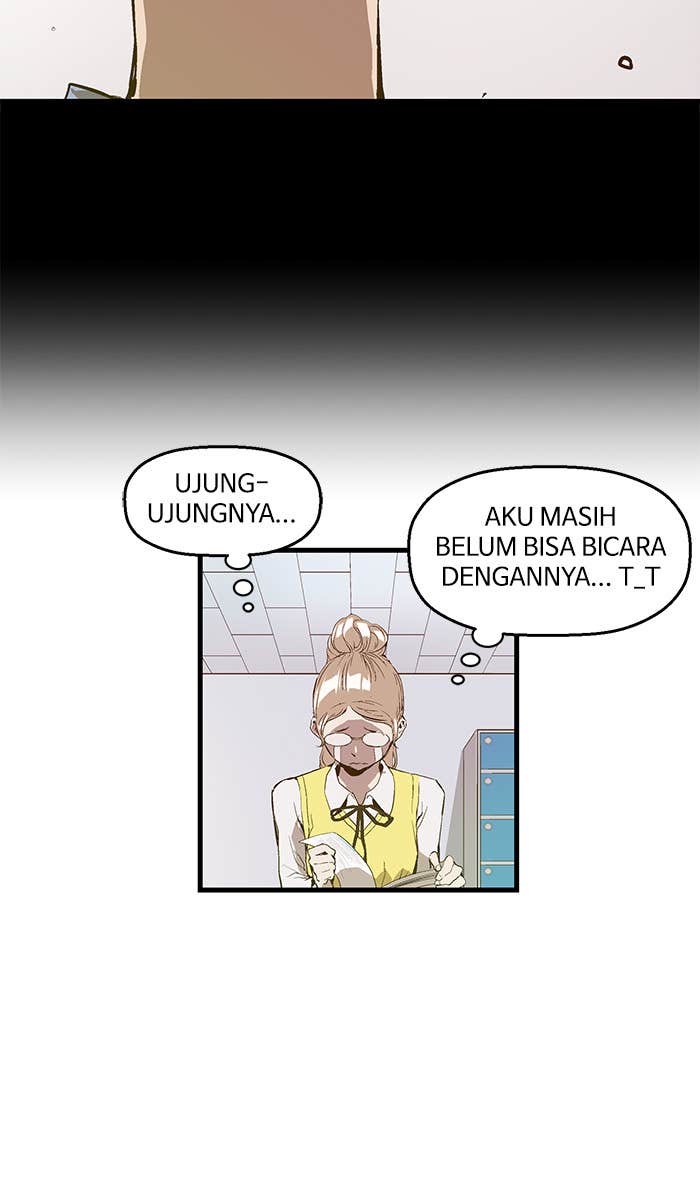 UJUNG-
UJUNGNYA...
AKU MASIH
BELUM BISA BICARA
DENGANNYA... T_T